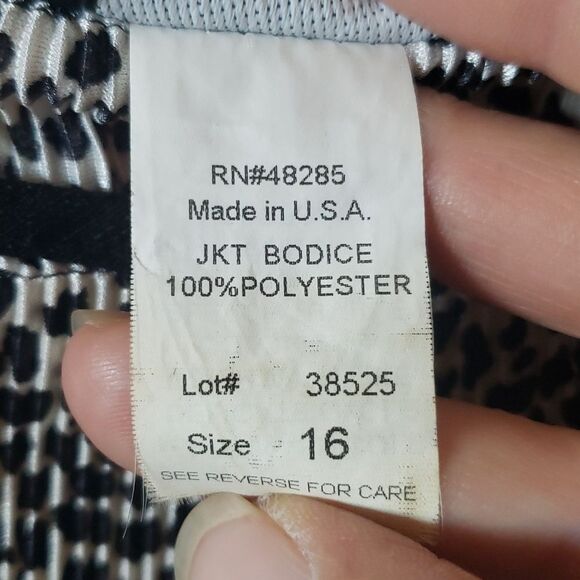 RN#48285
Made in U.S.A.
JKT BODICE
100%POLYESTER
Lot# 38525
Size 16
SEE REVERSE FOR CARE